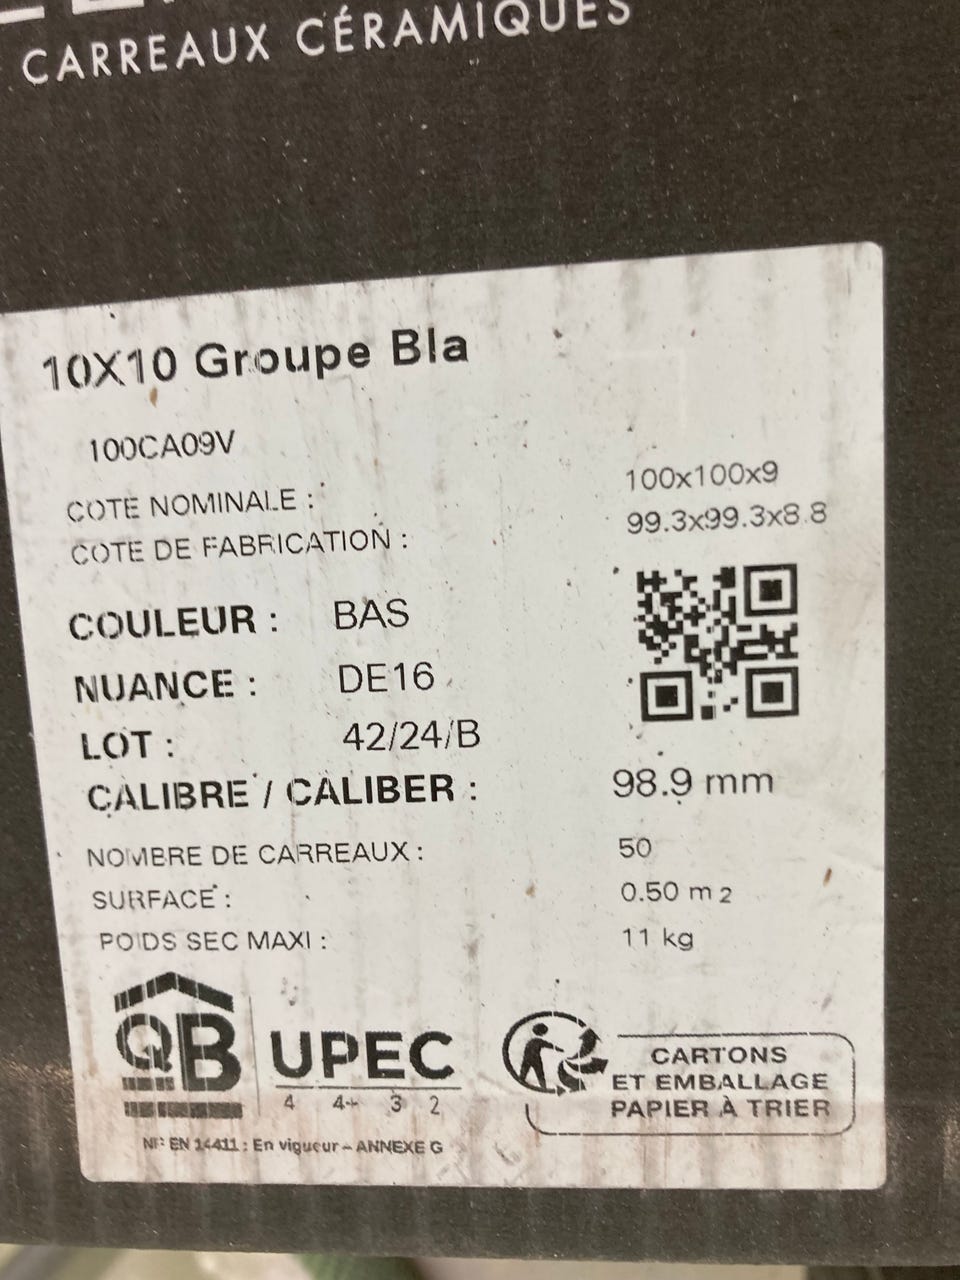 CARREAUX CÉRAMIQUES
10X10 Groupe BIa
100CA09V
COTE NOMINALE : 100x100x9
COTE DE FABRICATION : 99.3x99.3x8.8
COULEUR : BAS
NUANCE : DE16
LOT : 42/24/B
CALIBRE / CALIBER : 98.9 mm
NOMBRE DE CARREAUX : 50
SURFACE : 0.50 m 2
POIDS SEC MAXI : 11 kg
QB UPEC
4 4+ 3 2
NF EN 14411 : En vigueur – ANNEXE G
CARTONS
ET EMBALLAGE
PAPIER À TRIER